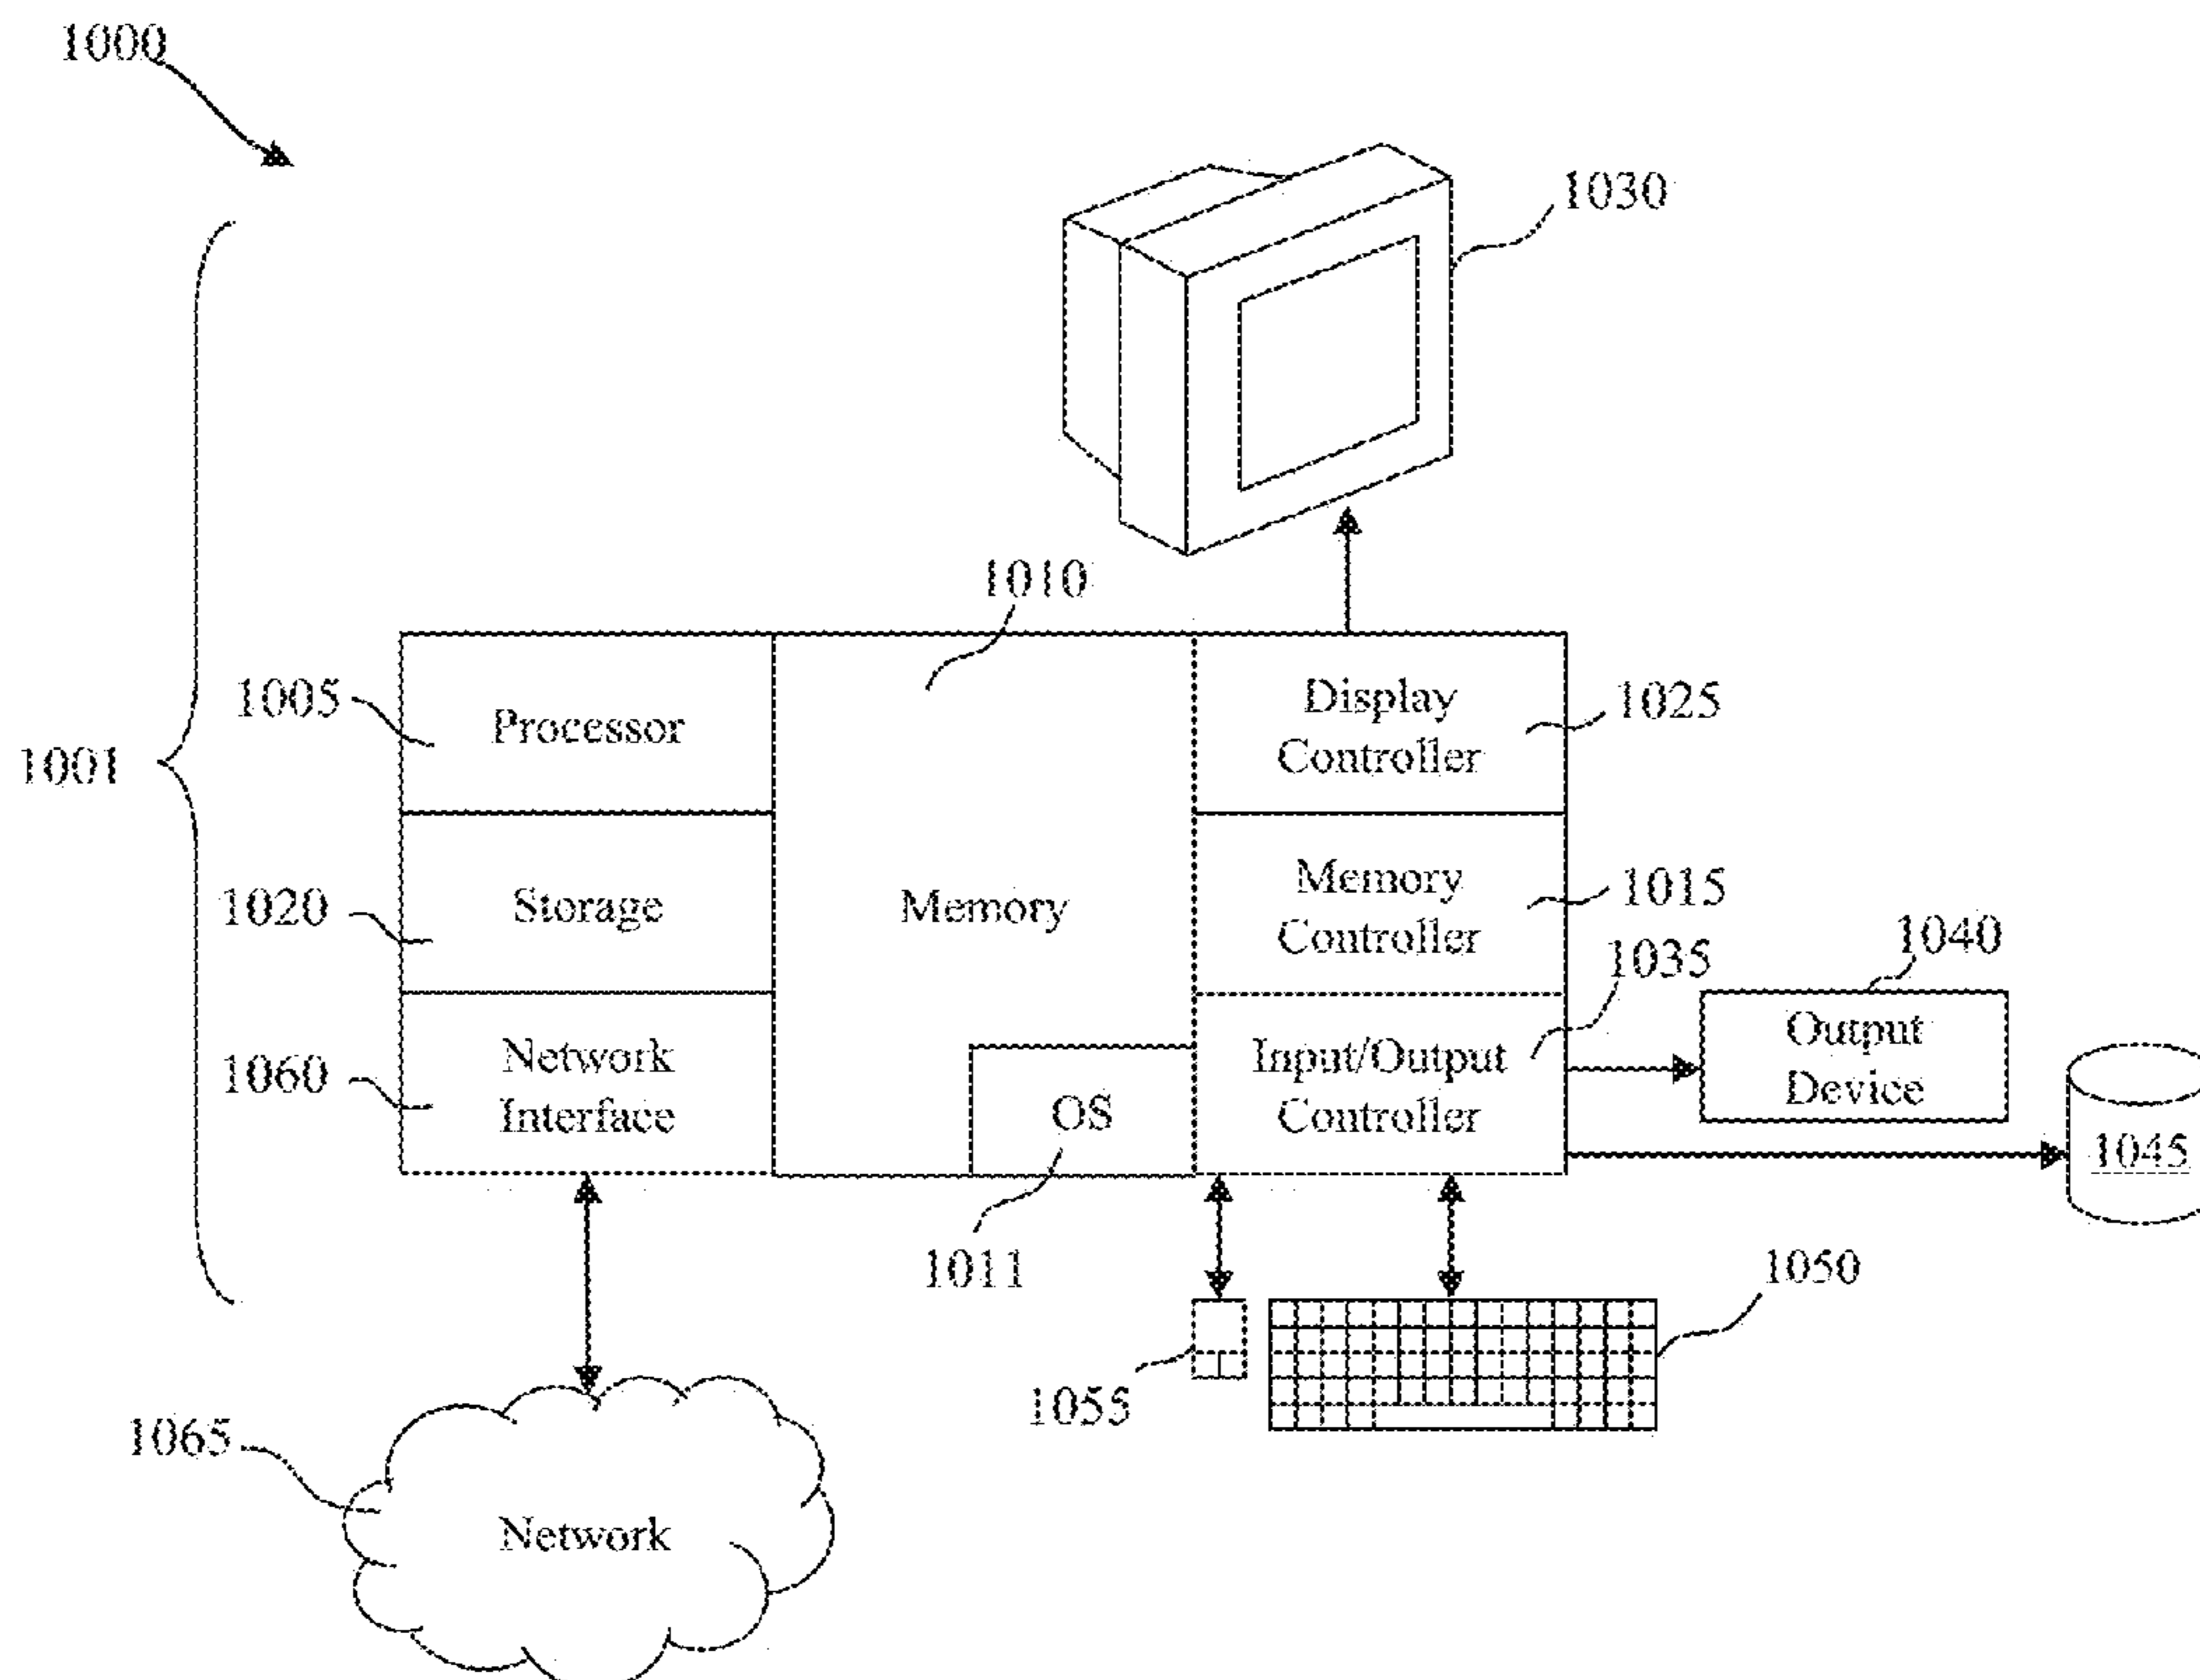 1000
1030
1010
1005
Processor
Display
Controller
1025
1001
1020
Storage
Memory
Memory
Controller
1015
1035
1040
1060
Network
Interface
OS
Input/Output
Controller
Output
Device
1045
1011
1050
1055
1065
Network